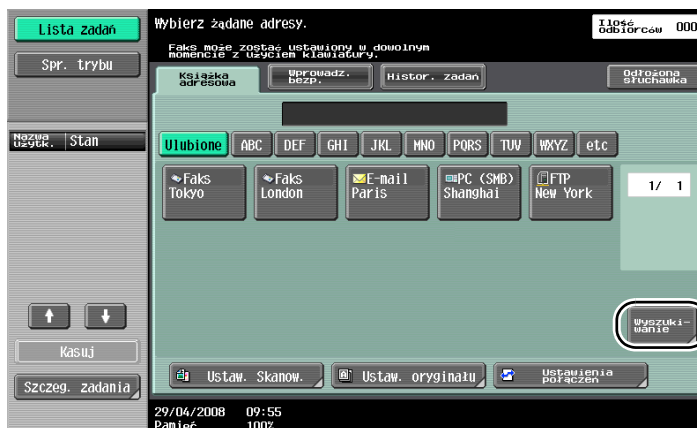 Lista zadań
Spr. trybu
Nazwa użytk.
Stan
Kasuj
Szczeg. zadania
Wybierz żądane adresy.
Faks może zostać ustawiony w dowolnym
momencie z użyciem klawiatury.
Ilość
odbiorców
000
Książka
adresowa
Wprowadz.
bezp.
Histor. zadań
Odłożona
słuchawka
Ulubione
ABC
DEF
GHI
JKL
MNO
PQRS
TUV
WXYZ
etc
Faks
Tokyo
Faks
London
E-mail
Paris
PC (SMB)
Shanghai
FTP
New York
1/ 1
Wyszuki-
wanie
Ustaw. Skanow.
Ustaw. oryginału
Ustawienia
połączeń
29/04/2008 09:55
Pamięć 100%